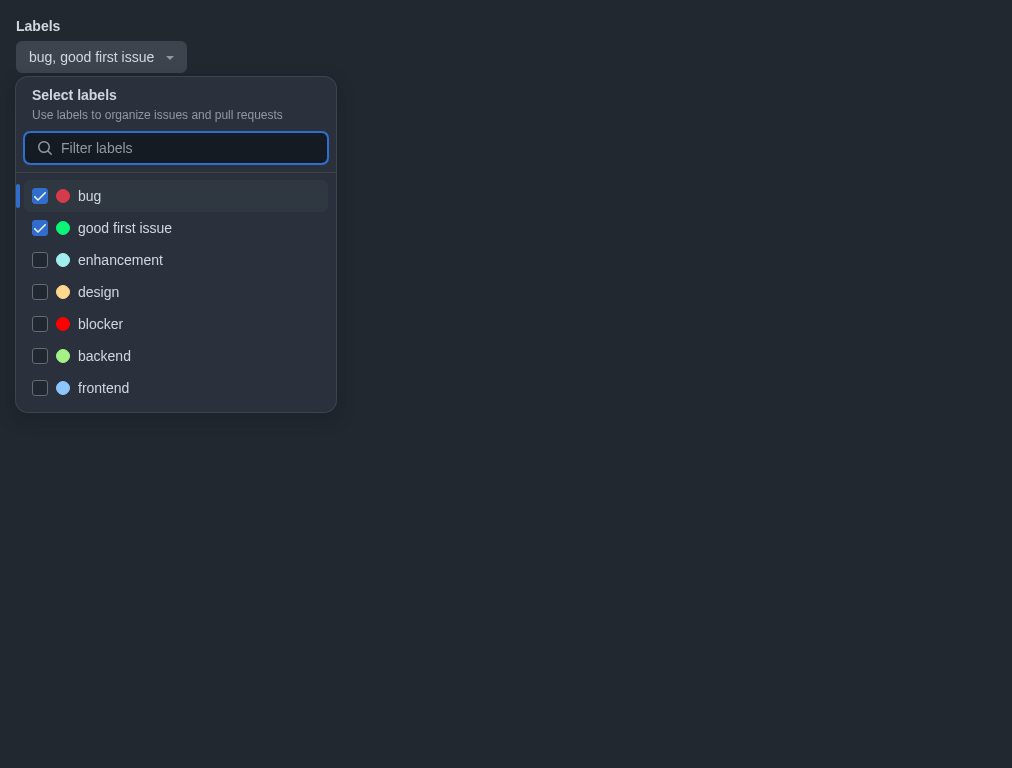 Labels
bug, good first issue
Select labels
Use labels to organize issues and pull requests
Filter labels
bug
good first issue
enhancement
design
blocker
backend
frontend